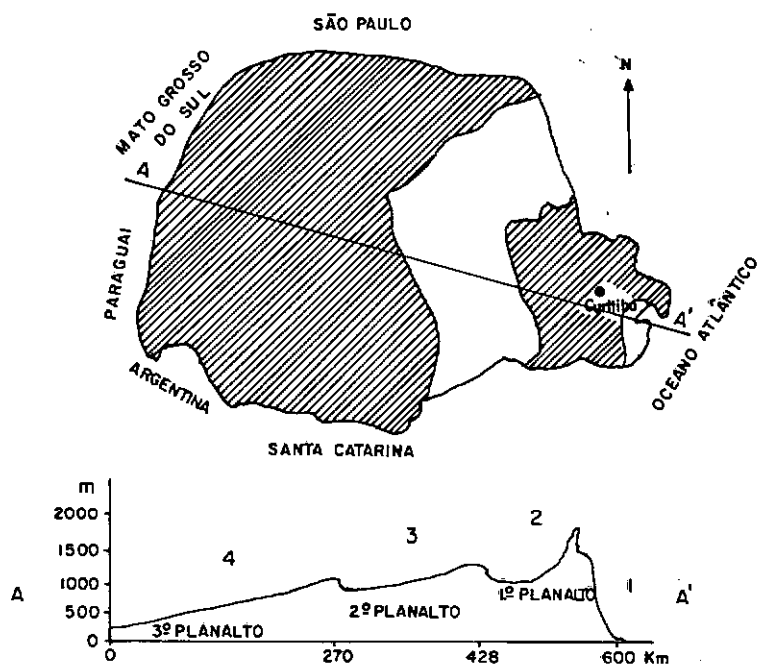 SÃO PAULO
N
MATO GROSSO
DO SUL
A
PARAGUAI
Curitiba
A'
OCEANO ATLÂNTICO
ARGENTINA
SANTA CATARINA
m
2000
1500
1000
500
0
A
4
3
2
1
A'
3º PLANALTO
2º PLANALTO
1º PLANALTO
0 270 428 600 Km